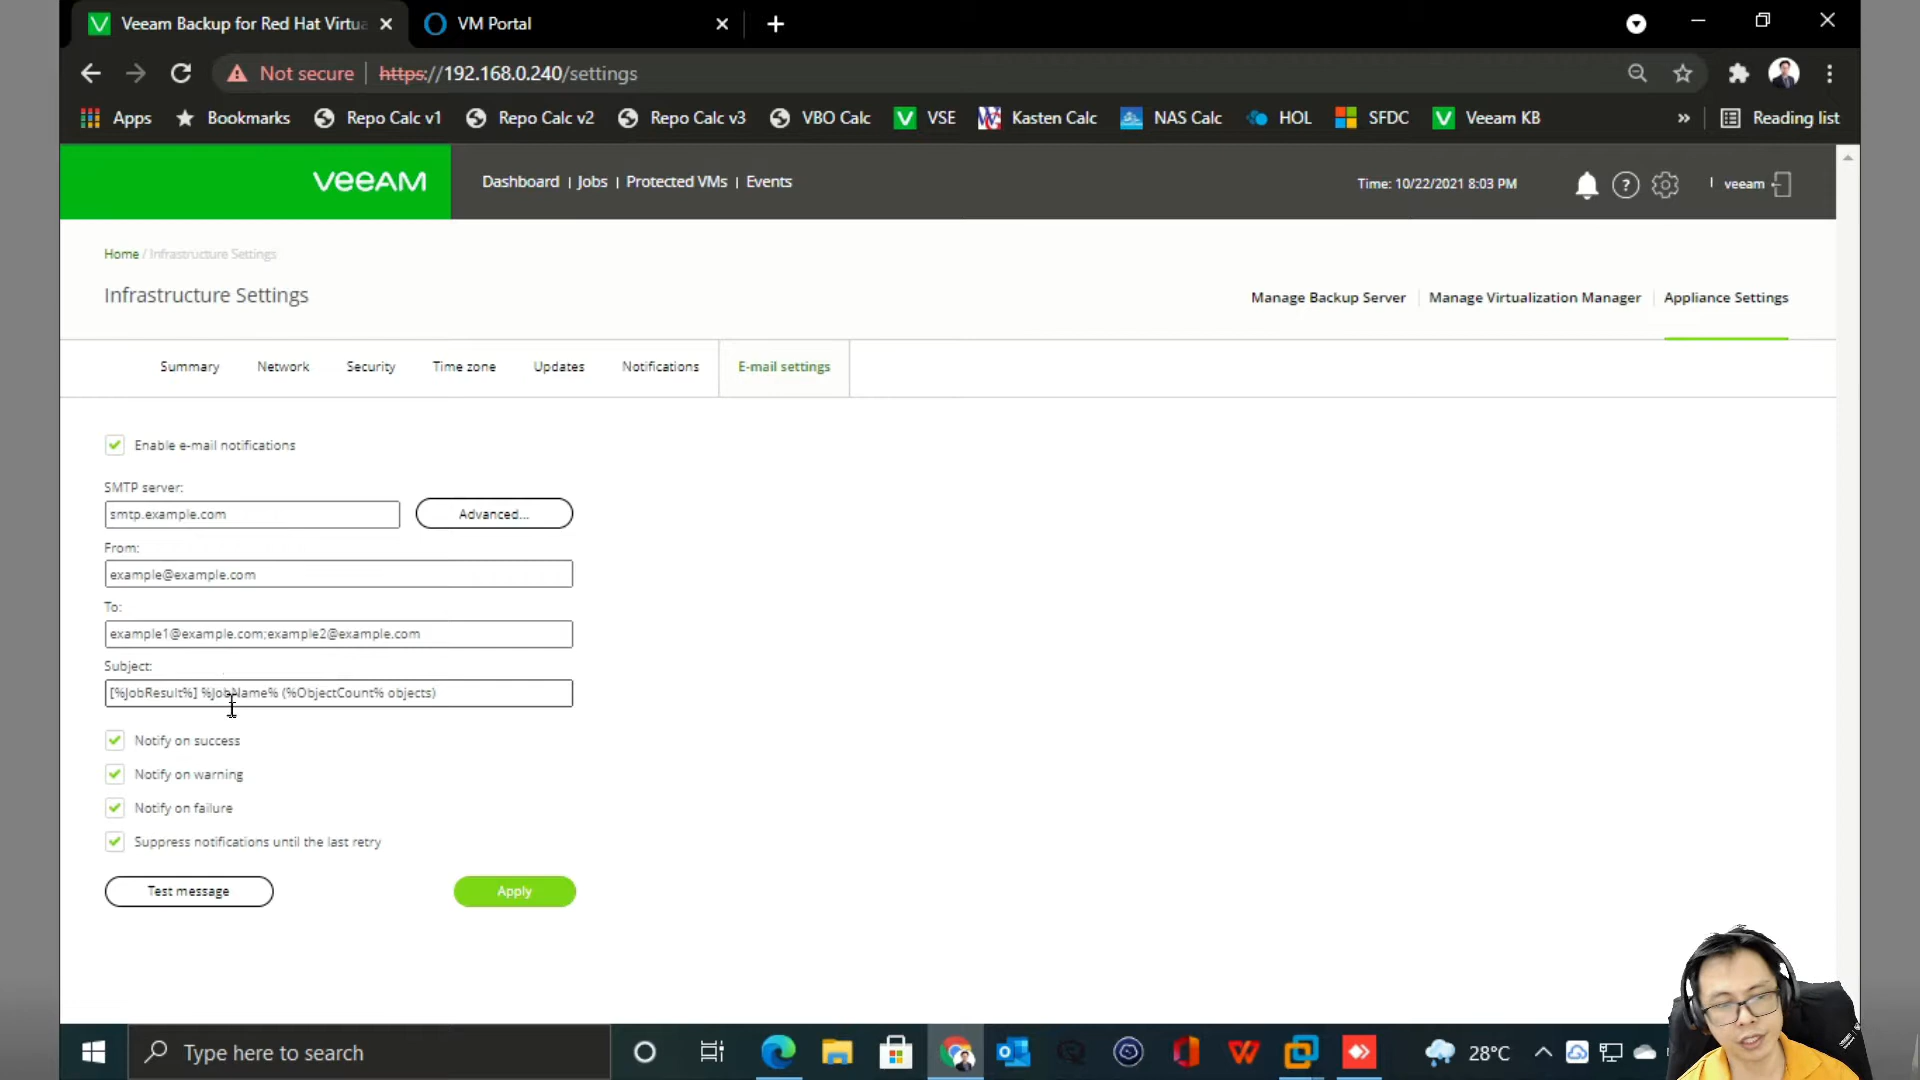 Veeam Backup for Red Hat Virtua
VM Portal
Not secure
https://192.168.0.240/settings
Apps
Bookmarks
Repo Calc v1
Repo Calc v2
Repo Calc v3
VBO Calc
VSE
Kasten Calc
NAS Calc
HOL
SFDC
Veeam KB
»
Reading list
veeam
Dashboard | Jobs | Protected VMs | Events
Time: 10/22/2021 8:03 PM
?
veeam
Home / Infrastructure Settings
Infrastructure Settings
Manage Backup Server
Manage Virtualization Manager
Appliance Settings
Summary
Network
Security
Time zone
Updates
Notifications
E-mail settings
Enable e-mail notifications
SMTP server:
smtp.example.com
Advanced...
From:
example@example.com
To:
example1@example.com;example2@example.com
Subject:
[%JobResult%] %JobName% (%ObjectCount% objects)
Notify on success
Notify on warning
Notify on failure
Suppress notifications until the last retry
Test message
Apply
Type here to search
28°C